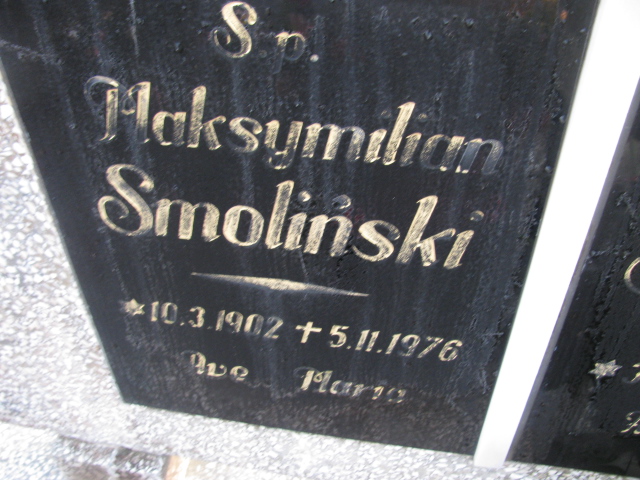 Ś.p.
Maksymilian
Smoliński
* 10.3.1902 + 5.11.1976
Ave Maria